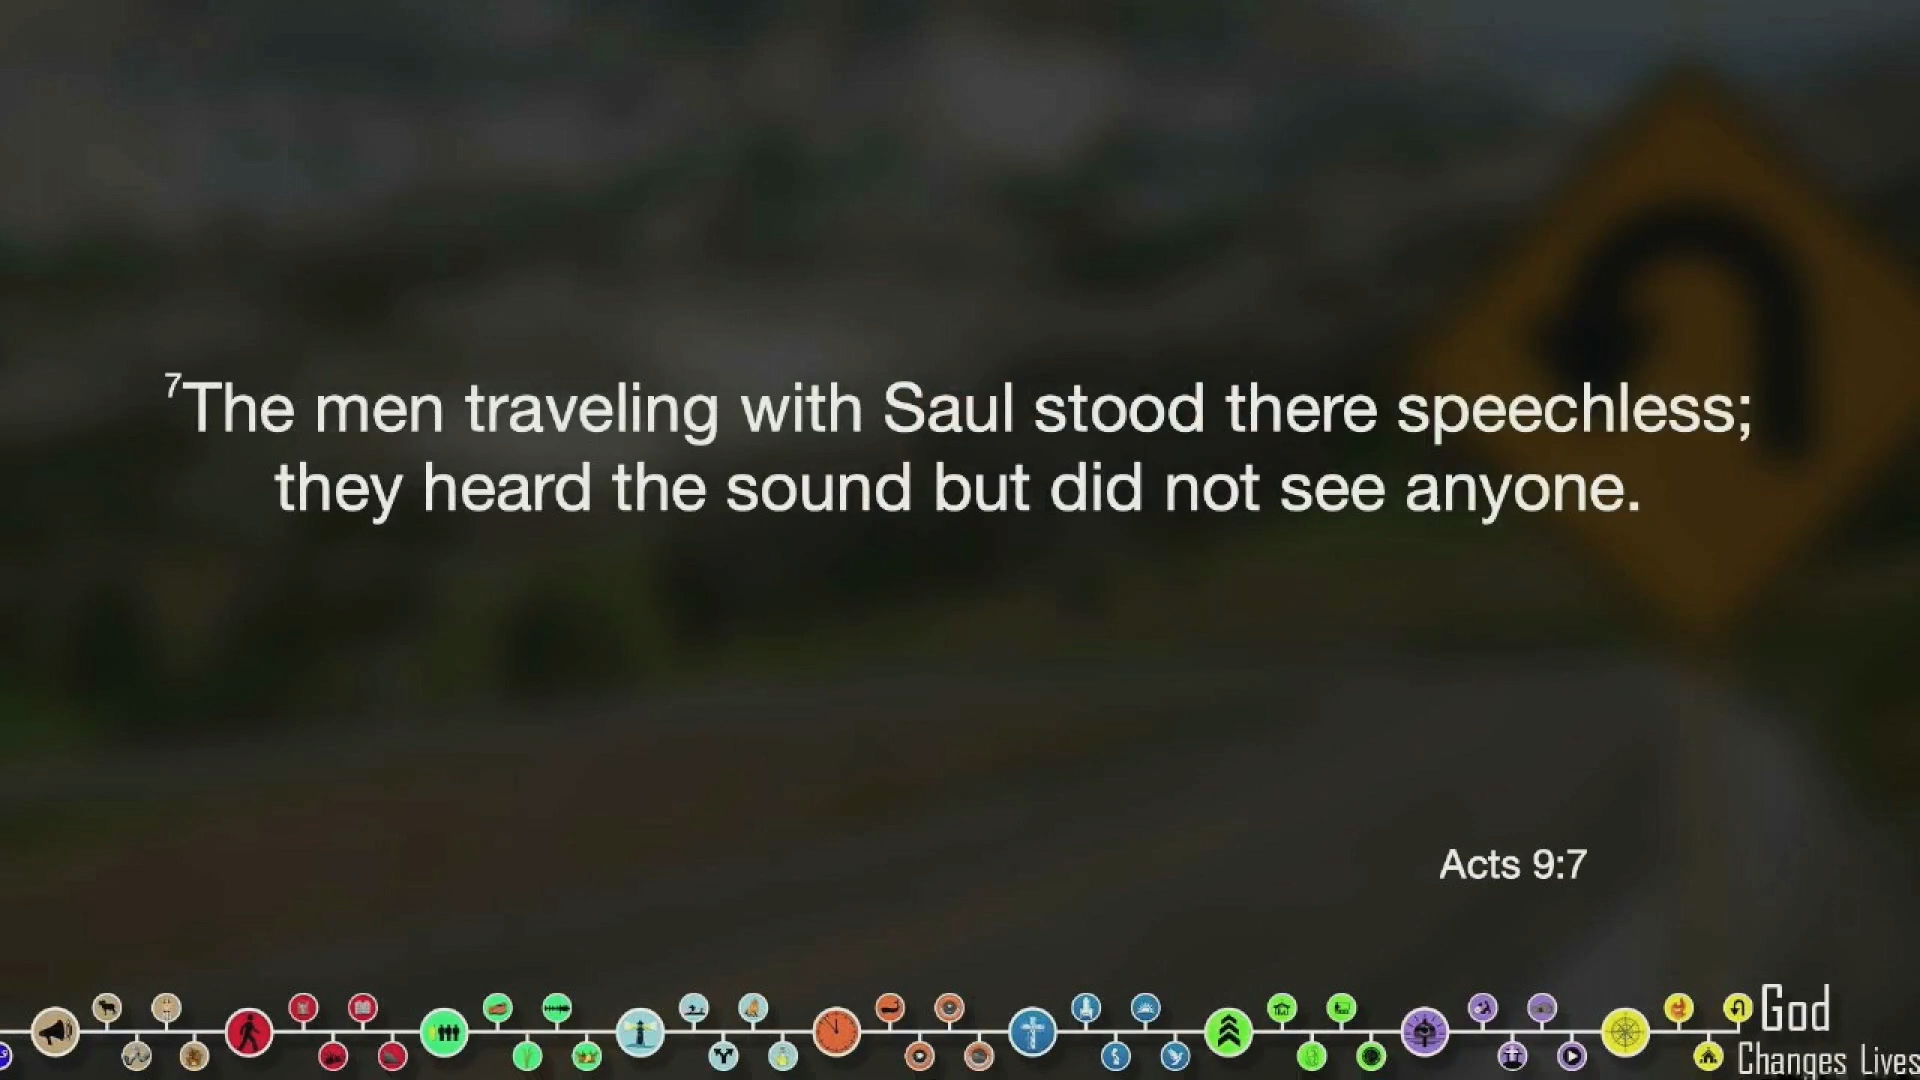 ⁷The men traveling with Saul stood there speechless;
they heard the sound but did not see anyone.
Acts 9:7
God
Changes Lives